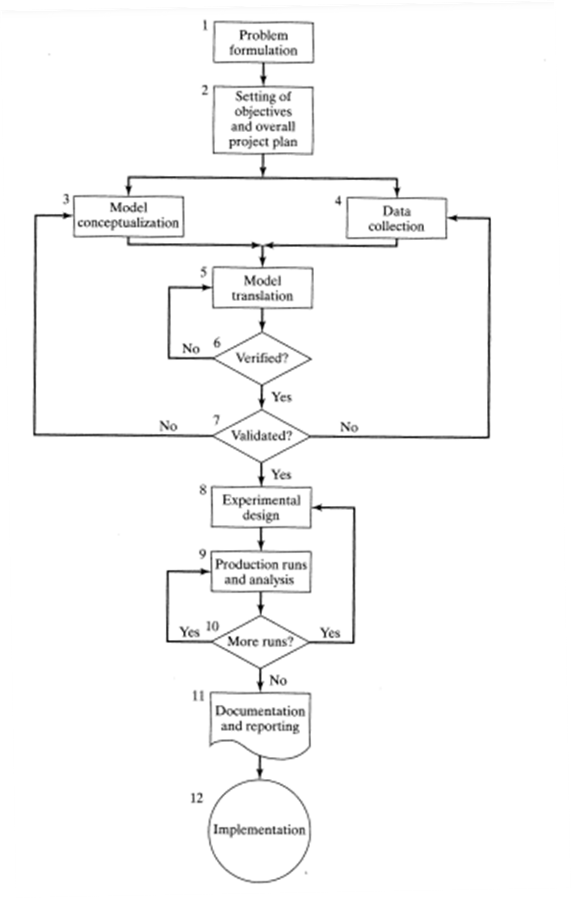 1
Problem
formulation
2
Setting of
objectives
and overall
project plan
3
Model
conceptualization
4
Data
collection
5
Model
translation
No
6
Verified?
Yes
No
7
Validated?
No
Yes
8
Experimental
design
9
Production runs
and analysis
Yes
10
More runs?
Yes
No
11
Documentation
and reporting
12
Implementation